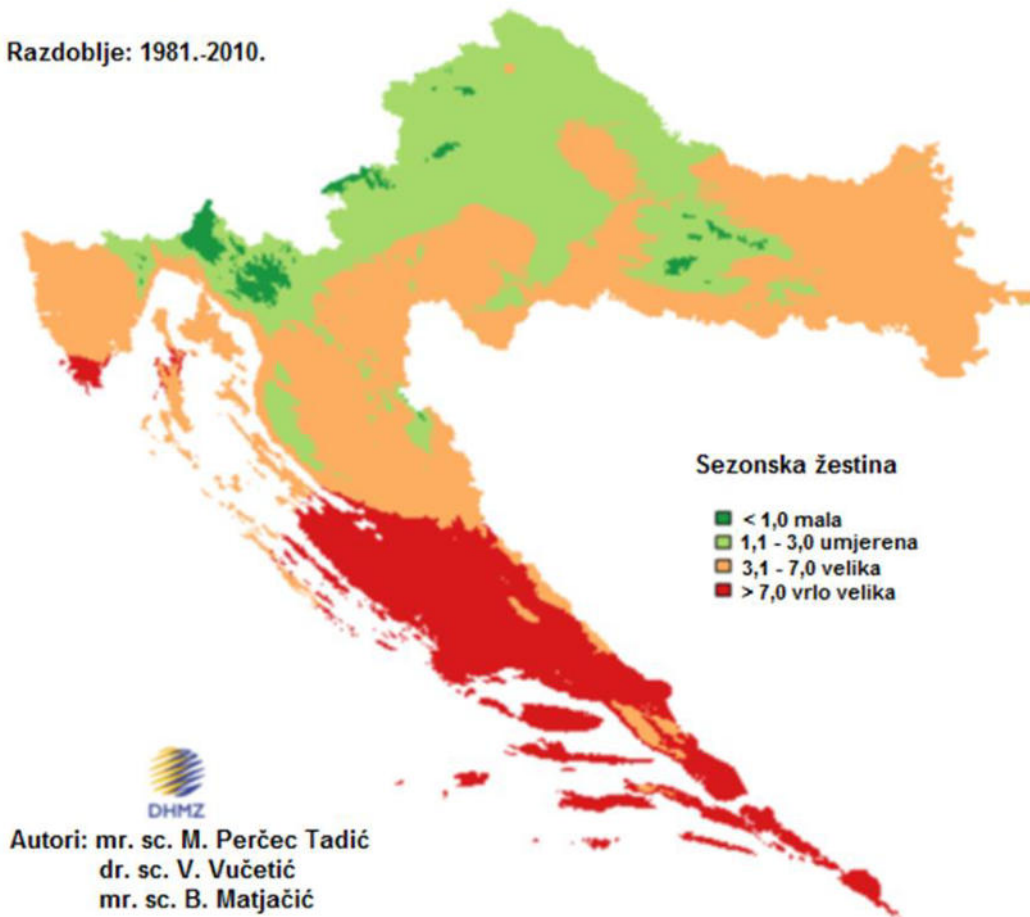 Razdoblje: 1981.-2010.
Sezonska žestina
< 1,0 mala
1,1 - 3,0 umjerena
3,1 - 7,0 velika
> 7,0 vrlo velika
DHMZ
Autori: mr. sc. M. Perčec Tadić
dr. sc. V. Vučetić
mr. sc. B. Matjačić